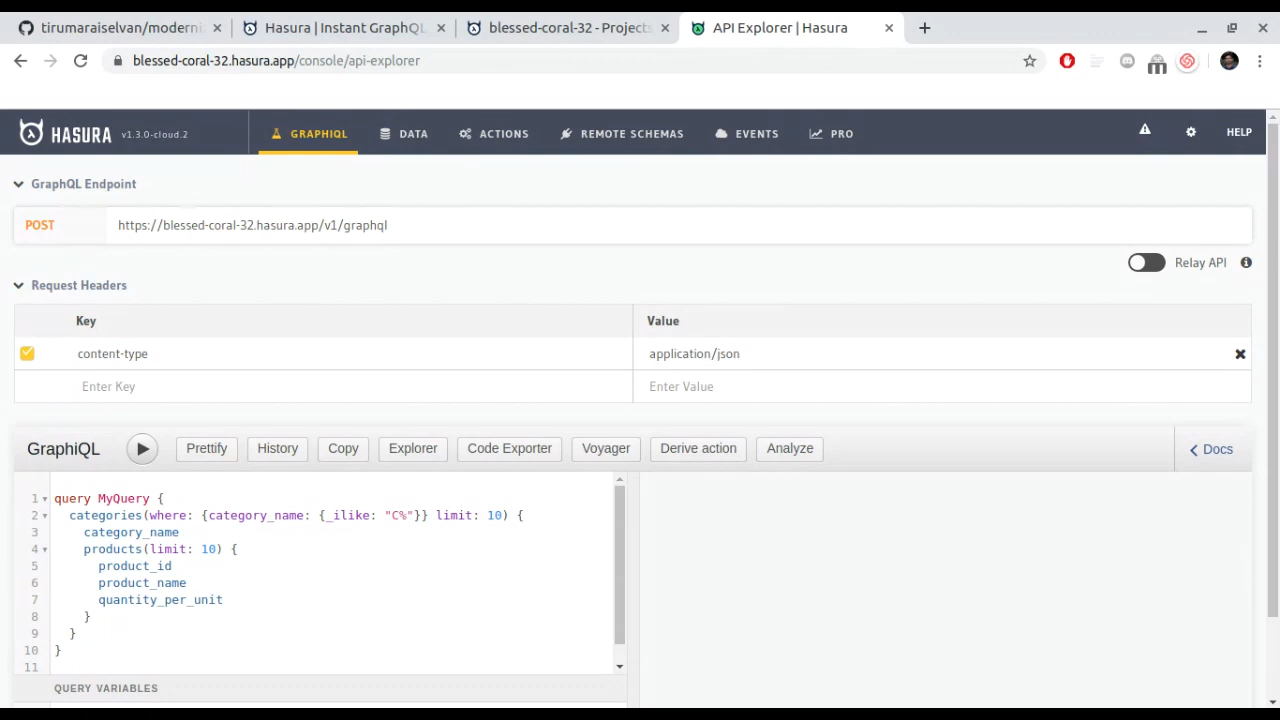 tirumaraiselvan/moderni
Hasura | Instant GraphQL
blessed-coral-32 - Projects
API Explorer | Hasura
blessed-coral-32.hasura.app/console/api-explorer
HASURA v1.3.0-cloud.2
GRAPHIQL
DATA
ACTIONS
REMOTE SCHEMAS
EVENTS
PRO
HELP
GraphQL Endpoint
POST https://blessed-coral-32.hasura.app/v1/graphql
Relay API
Request Headers
Key Value
content-type application/json
Enter Key Enter Value
GraphiQL Prettify History Copy Explorer Code Exporter Voyager Derive action Analyze Docs
1 query MyQuery {
2 categories(where: {category_name: {_ilike: "C%"}} limit: 10) {
3 category_name
4 products(limit: 10) {
5 product_id
6 product_name
7 quantity_per_unit
8 }
9 }
10 }
11
QUERY VARIABLES